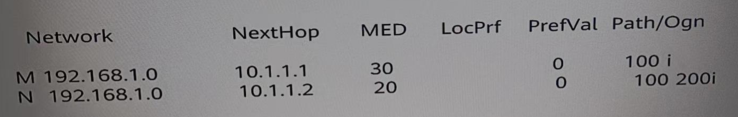 Network NextHop MED LocPrf PrefVal Path/Ogn
M 192.168.1.0 10.1.1.1 30 0 100 i
N 192.168.1.0 10.1.1.2 20 0 100 200i